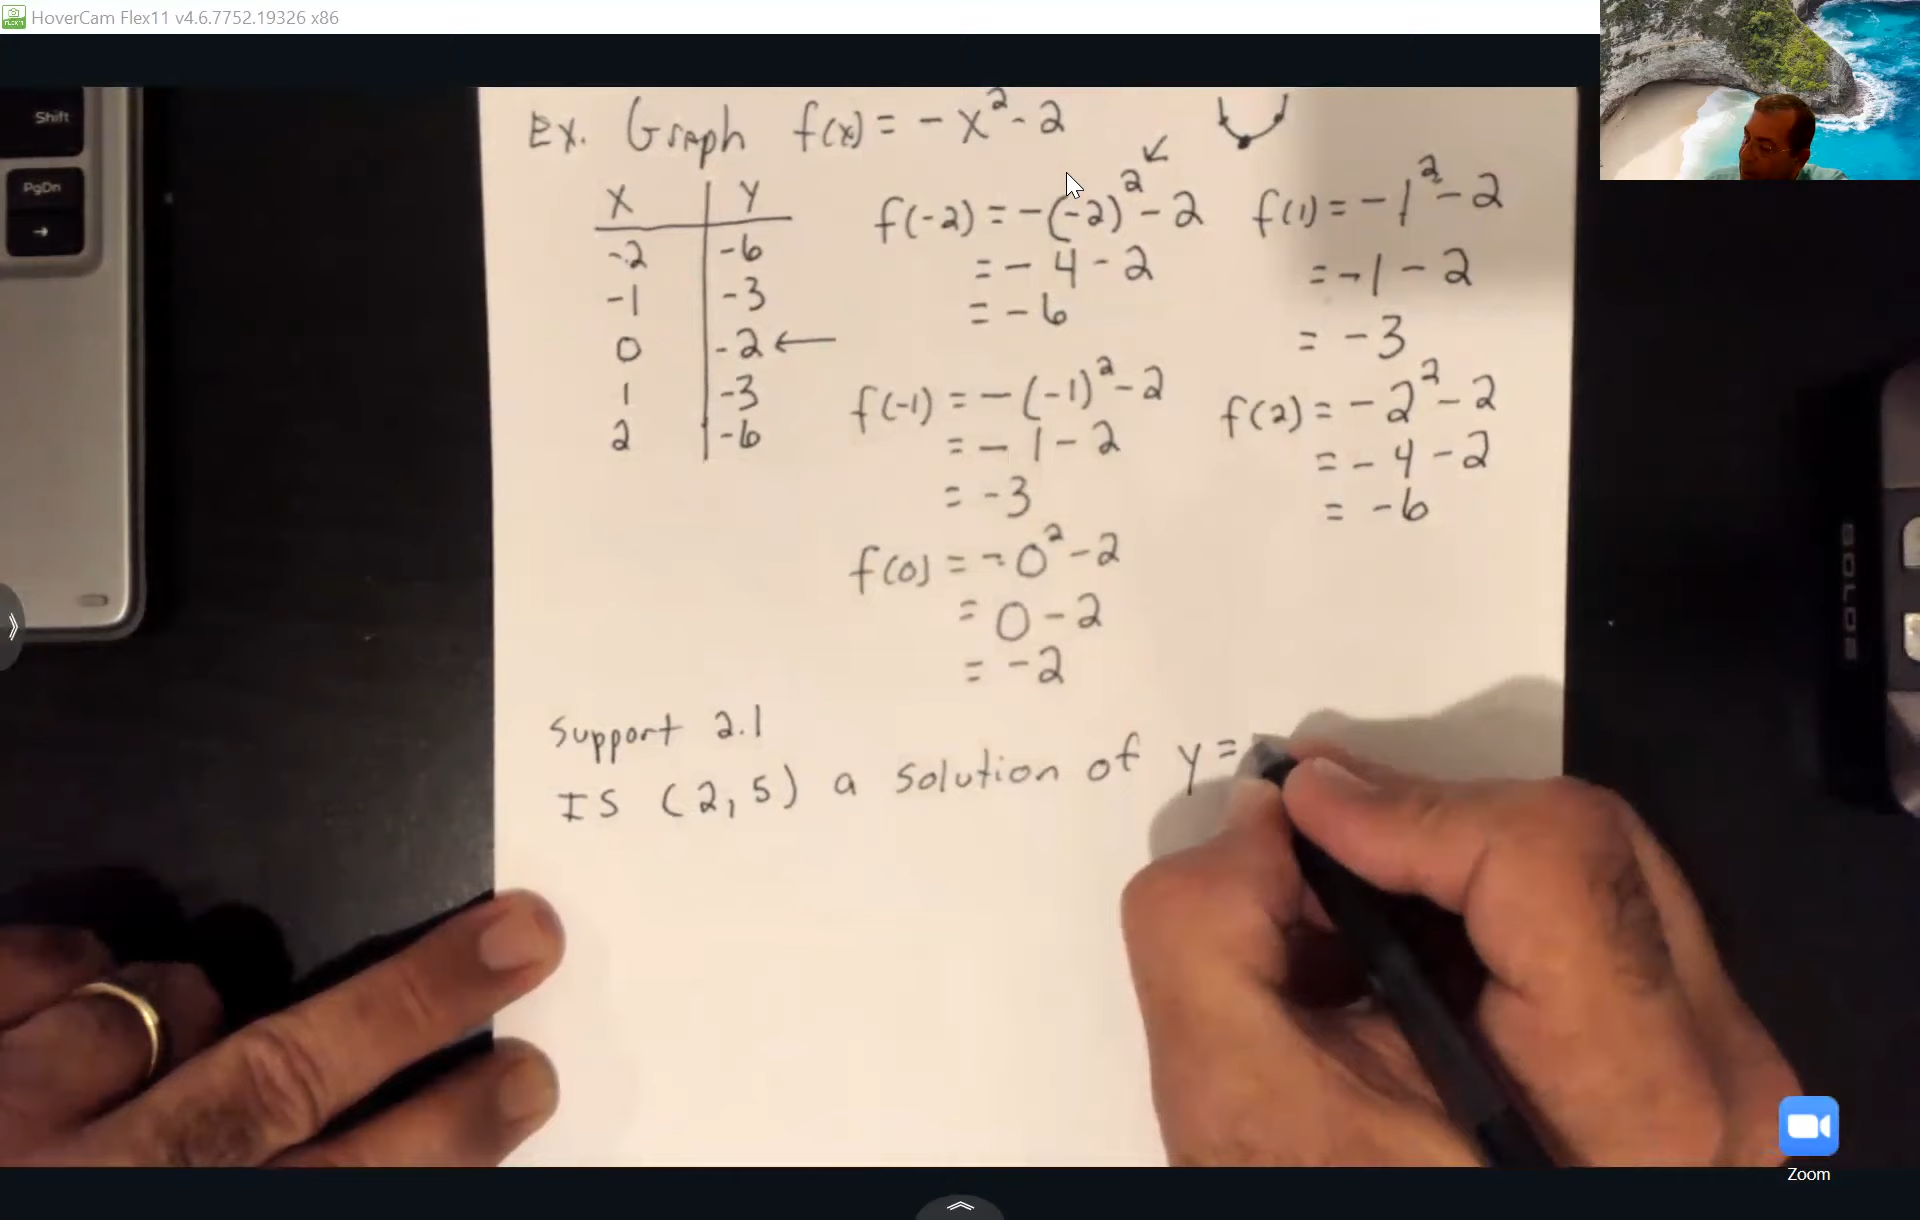 HoverCam Flex11 v4.6.7752.19326 x86
Shift
PgDn
Ex. Graph f(x) = -x² - 2
X Y
-2 -6
-1 -3
0 -2 ←
1 -3
2 -6
f(-2) = -(-2)² - 2
= - 4 - 2
= - 6
f(-1) = -(-1)² - 2
= - 1 - 2
= -3
f(0) = -0² - 2
= 0 - 2
= -2
f(1) = -1² - 2
= -1 - 2
= -3
f(2) = -2² - 2
= - 4 - 2
= -6
Support 2.1
Is (2, 5) a solution of y =
Zoom